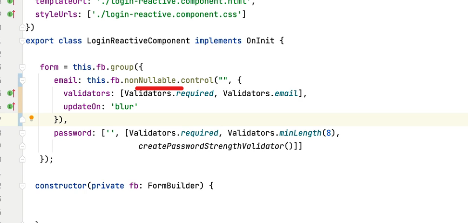 templateUrl: './login-reactive.component.html',
styleUrls: ['./login-reactive.component.css']
})
export class LoginReactiveComponent implements OnInit {
form = this.fb.group({
email: this.fb.nonNullable.control("", {
validators: [Validators.required, Validators.email],
updateOn: 'blur'
}),
password: ['', [Validators.required, Validators.minLength(8),
createPasswordStrengthValidator()]]
});
constructor(private fb: FormBuilder) {